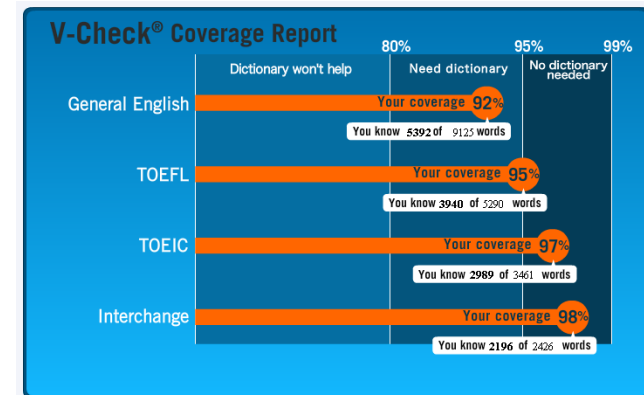 V-Check® Coverage Report
80% 95% 99%
Dictionary won't help Need dictionary No dictionary needed
General English Your coverage 92%
You know 5392 of 9125 words
TOEFL Your coverage 95%
You know 3940 of 5290 words
TOEIC Your coverage 97%
You know 2989 of 3461 words
Interchange Your coverage 98%
You know 2196 of 2426 words